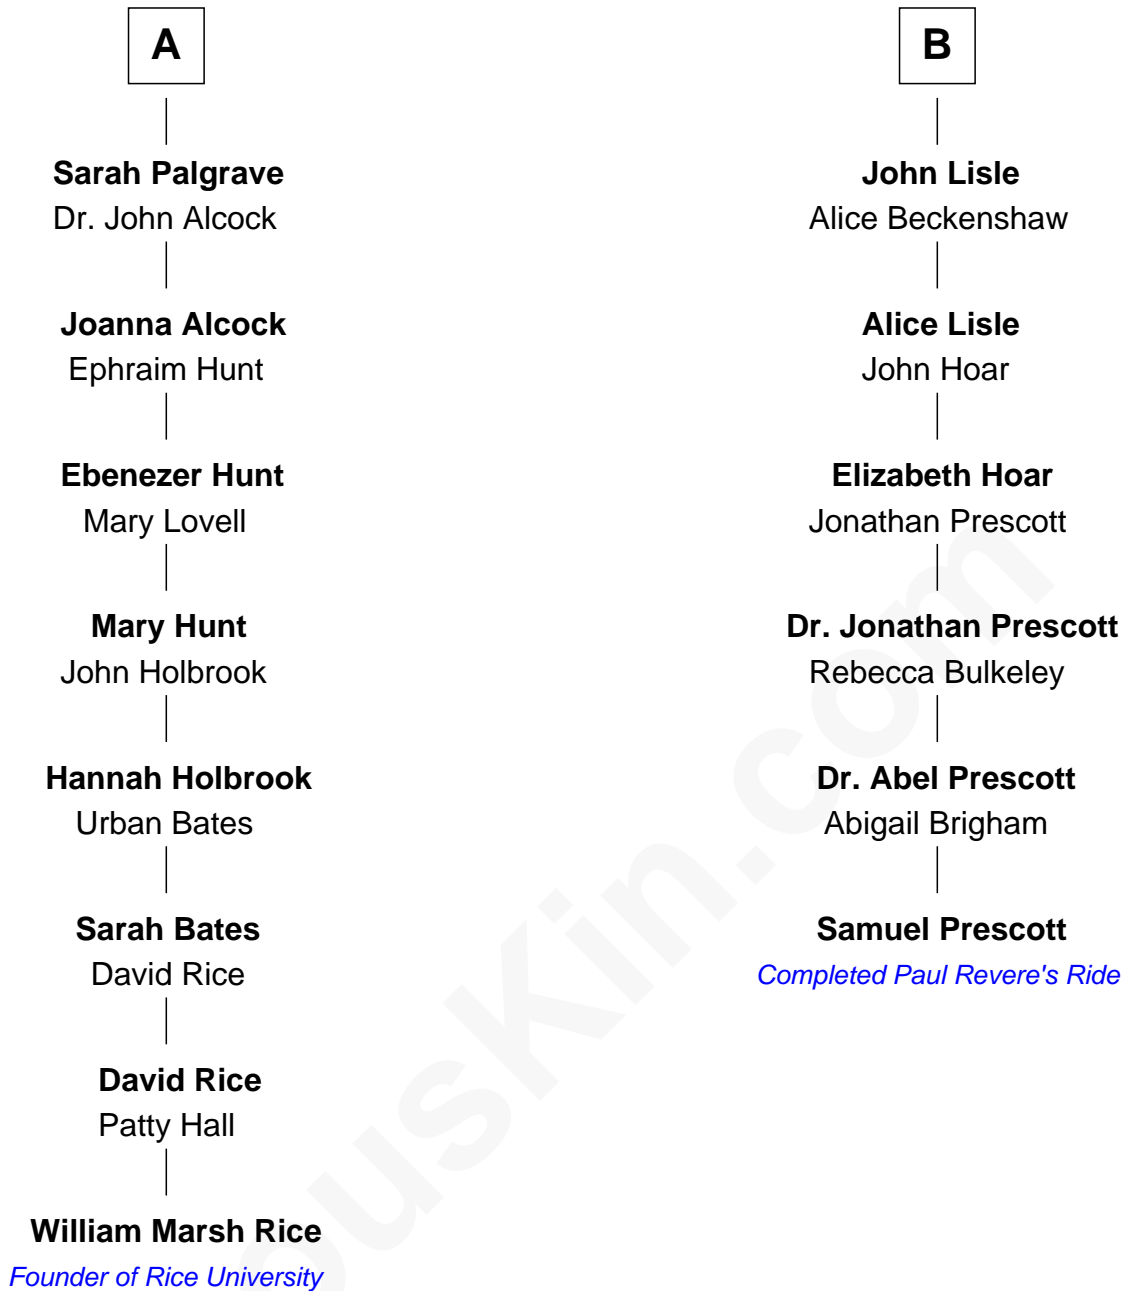 A
Sarah Palgrave
Dr. John Alcock
Joanna Alcock
Ephraim Hunt
Ebenezer Hunt
Mary Lovell
Mary Hunt
John Holbrook
Hannah Holbrook
Urban Bates
Sarah Bates
David Rice
David Rice
Patty Hall
William Marsh Rice
Founder of Rice University
B
John Lisle
Alice Beckenshaw
Alice Lisle
John Hoar
Elizabeth Hoar
Jonathan Prescott
Dr. Jonathan Prescott
Rebecca Bulkeley
Dr. Abel Prescott
Abigail Brigham
Samuel Prescott
Completed Paul Revere's Ride
ousKin.com